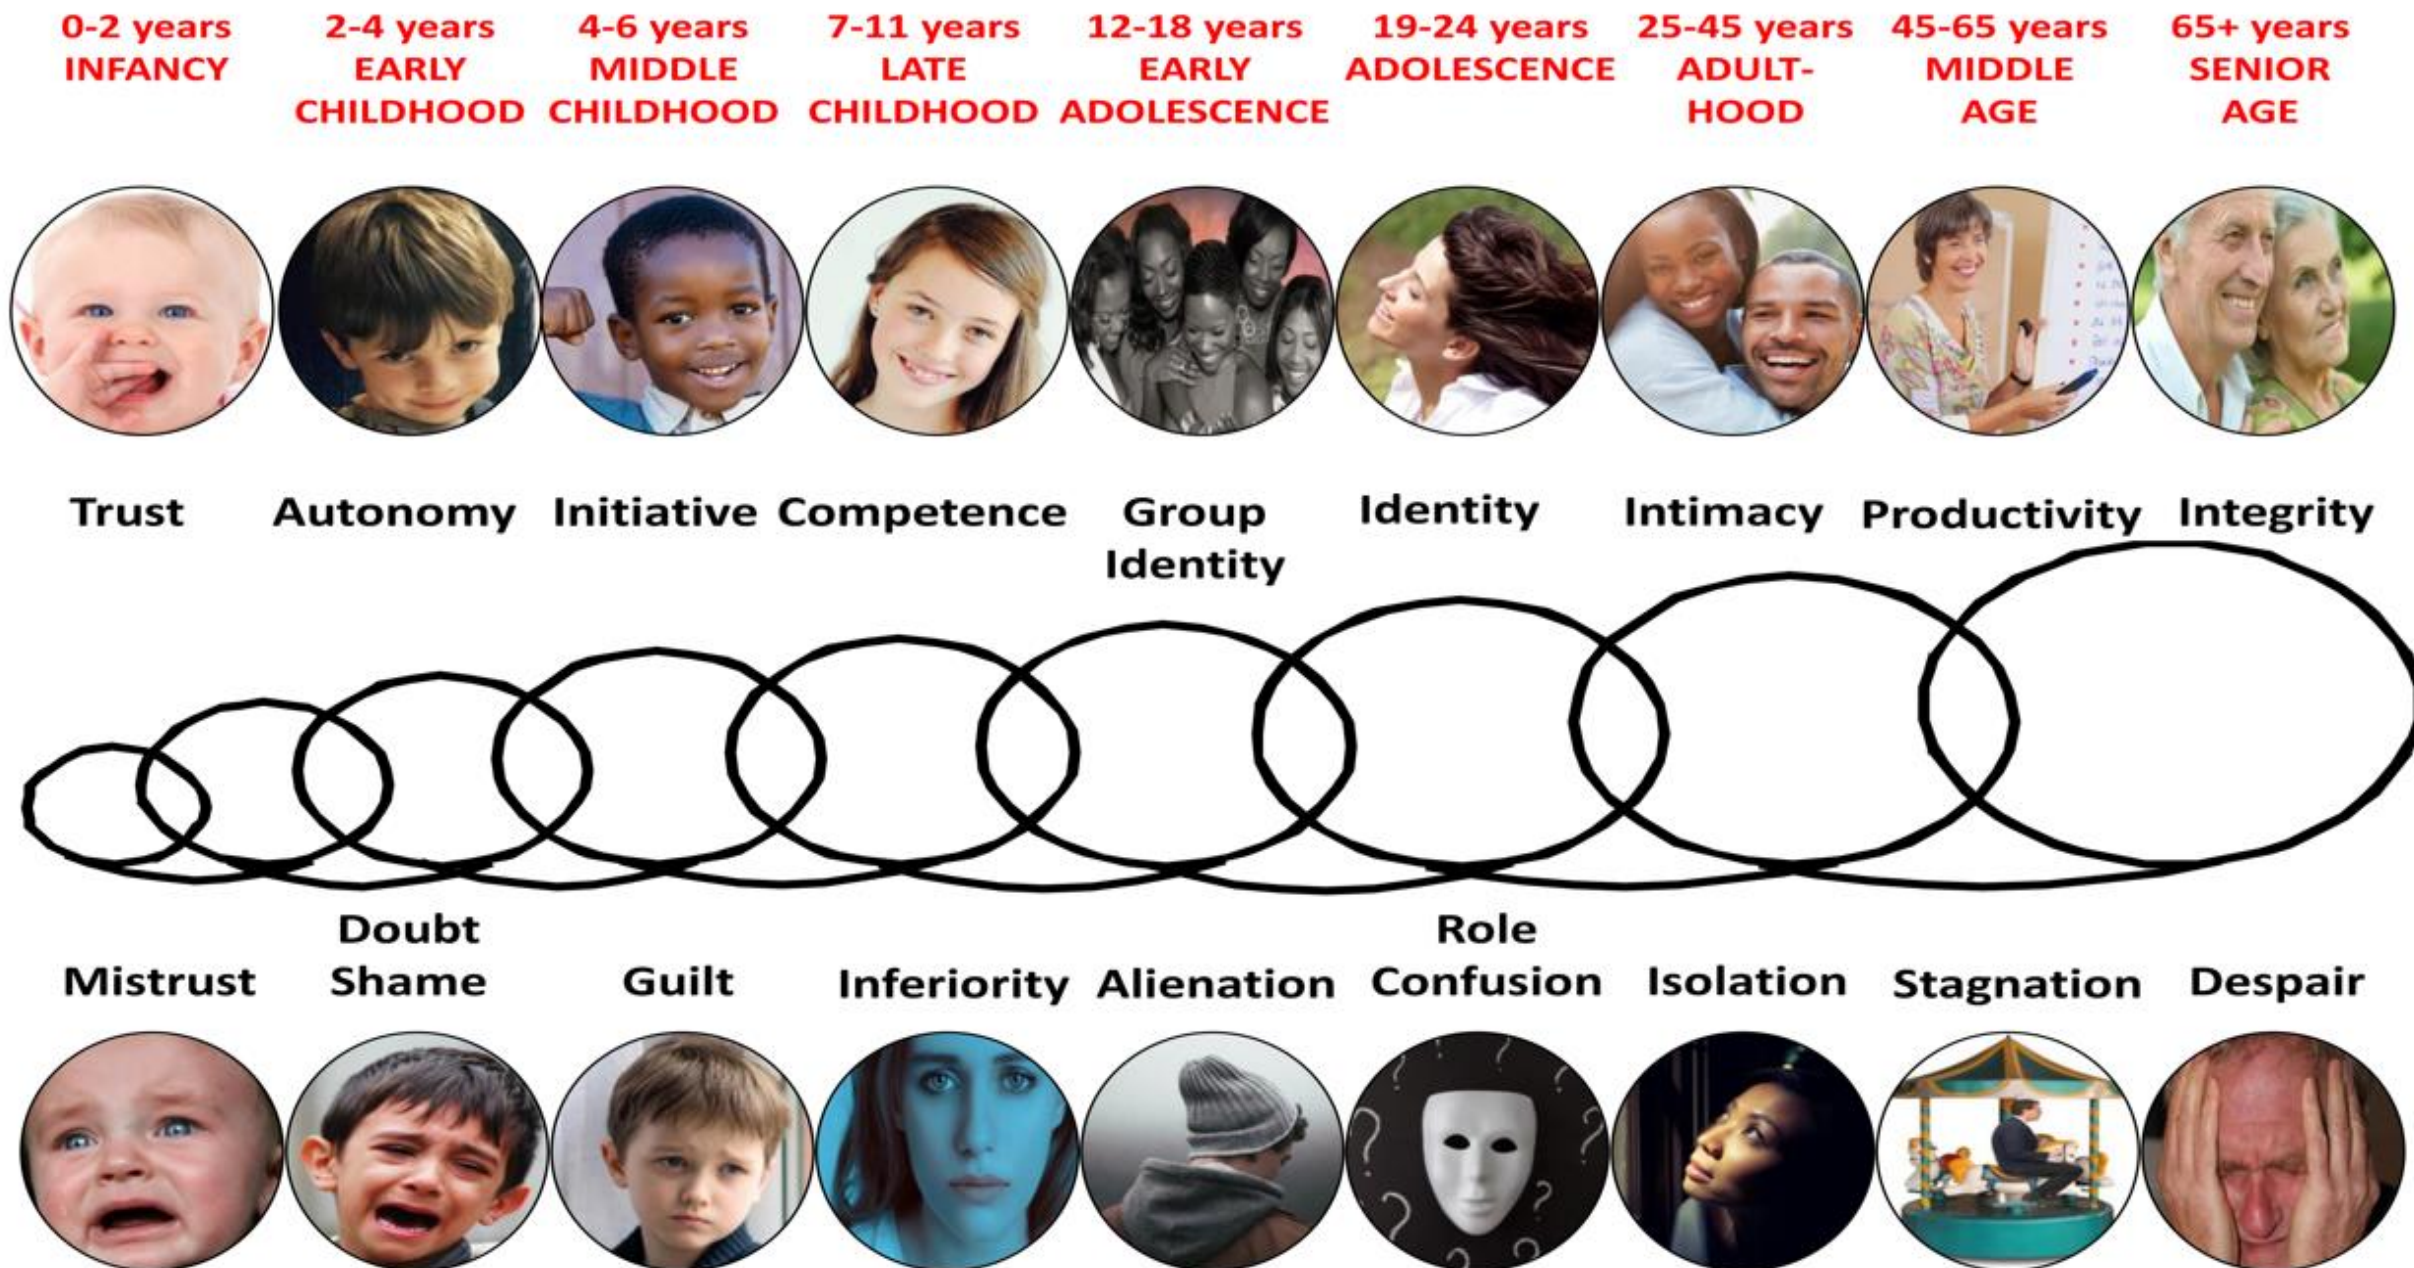 0-2 years
INFANCY
2-4 years
EARLY
CHILDHOOD
4-6 years
MIDDLE
CHILDHOOD
7-11 years
LATE
CHILDHOOD
12-18 years
EARLY
ADOLESCENCE
19-24 years
ADOLESCENCE
25-45 years
ADULT-
HOOD
45-65 years
MIDDLE
AGE
65+ years
SENIOR
AGE
Trust
Autonomy
Initiative
Competence
Group
Identity
Identity
Intimacy
Productivity
Integrity
Mistrust
Doubt
Shame
Guilt
Inferiority
Alienation
Role
Confusion
Isolation
Stagnation
Despair